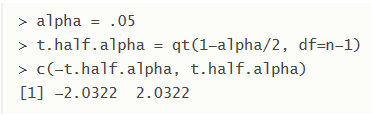 > alpha = .05
> t.half.alpha = qt(1−alpha/2, df=n−1)
> c(−t.half.alpha, t.half.alpha)
[1] −2.0322  2.0322